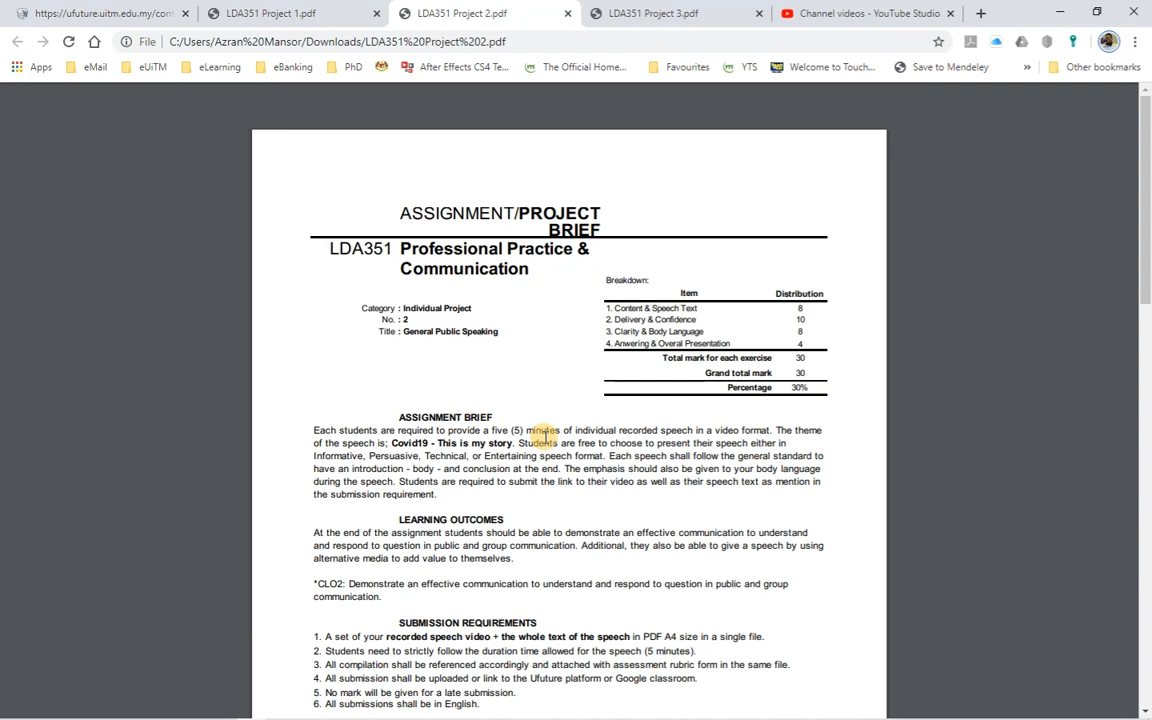 https://ufuture.uitm.edu.my/cont
LDA351 Project 1.pdf
LDA351 Project 2.pdf
LDA351 Project 3.pdf
Channel videos - YouTube Studio
File
C:/Users/Azran%20Mansor/Downloads/LDA351%20Project%202.pdf
Apps
eMail
eUiTM
eLearning
eBanking
PhD
After Effects CS4 Te...
The Official Home...
Favourites
YTS
Welcome to Touch...
Save to Mendeley
»
Other bookmarks
ASSIGNMENT/PROJECT
BRIEF
LDA351 Professional Practice &
Communication
Breakdown:
Item Distribution
Category : Individual Project
No. : 2
Title : General Public Speaking
1. Content & Speech Text 8
2. Delivery & Confidence 10
3. Clarity & Body Language 8
4. Anwering & Overal Presentation 4
Total mark for each exercise 30
Grand total mark 30
Percentage 30%
ASSIGNMENT BRIEF
Each students are required to provide a five (5) minutes of individual recorded speech in a video format. The theme
of the speech is; Covid19 - This is my story. Students are free to choose to present their speech either in
Informative, Persuasive, Technical, or Entertaining speech format. Each speech shall follow the general standard to
have an introduction - body - and conclusion at the end. The emphasis should also be given to your body language
during the speech. Students are required to submit the link to their video as well as their speech text as mention in
the submission requirement.
LEARNING OUTCOMES
At the end of the assignment students should be able to demonstrate an effective communication to understand
and respond to question in public and group communication. Additional, they also be able to give a speech by using
alternative media to add value to themselves.
*CLO2: Demonstrate an effective communication to understand and respond to question in public and group
communication.
SUBMISSION REQUIREMENTS
1. A set of your recorded speech video + the whole text of the speech in PDF A4 size in a single file.
2. Students need to strictly follow the duration time allowed for the speech (5 minutes).
3. All compilation shall be referenced accordingly and attached with assessment rubric form in the same file.
4. All submission shall be uploaded or link to the Ufuture platform or Google classroom.
5. No mark will be given for a late submission.
6. All submissions shall be in English.